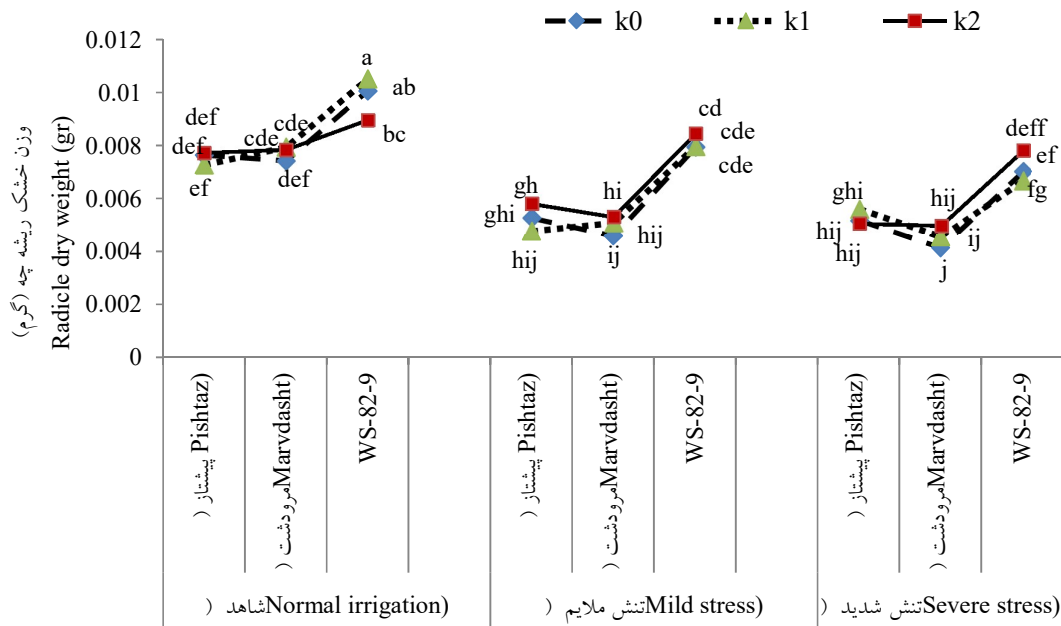 k0 k1 k2
وزن خشک ریشه چه (گرم)
Radicle dry weight (gr)
0.012
0.01
0.008
0.006
0.004
0.002
0
a
ab
bc
def
def
cde
cde
def
ef
cd
cde
cde
gh
ghi
hij
hi
hij
ij
deff
ef
fg
ghi
hij
hij
hij
ij
j
پیشتاز ( Pishtaz)
مرودشت (Marvdasht)
WS-82-9
پیشتاز ( Pishtaz)
مرودشت (Marvdasht)
WS-82-9
پیشتاز ( Pishtaz)
مرودشت (Marvdasht)
WS-82-9
شاهد (Normal irrigation)
تنش ملایم (Mild stress)
تنش شدید (Severe stress)